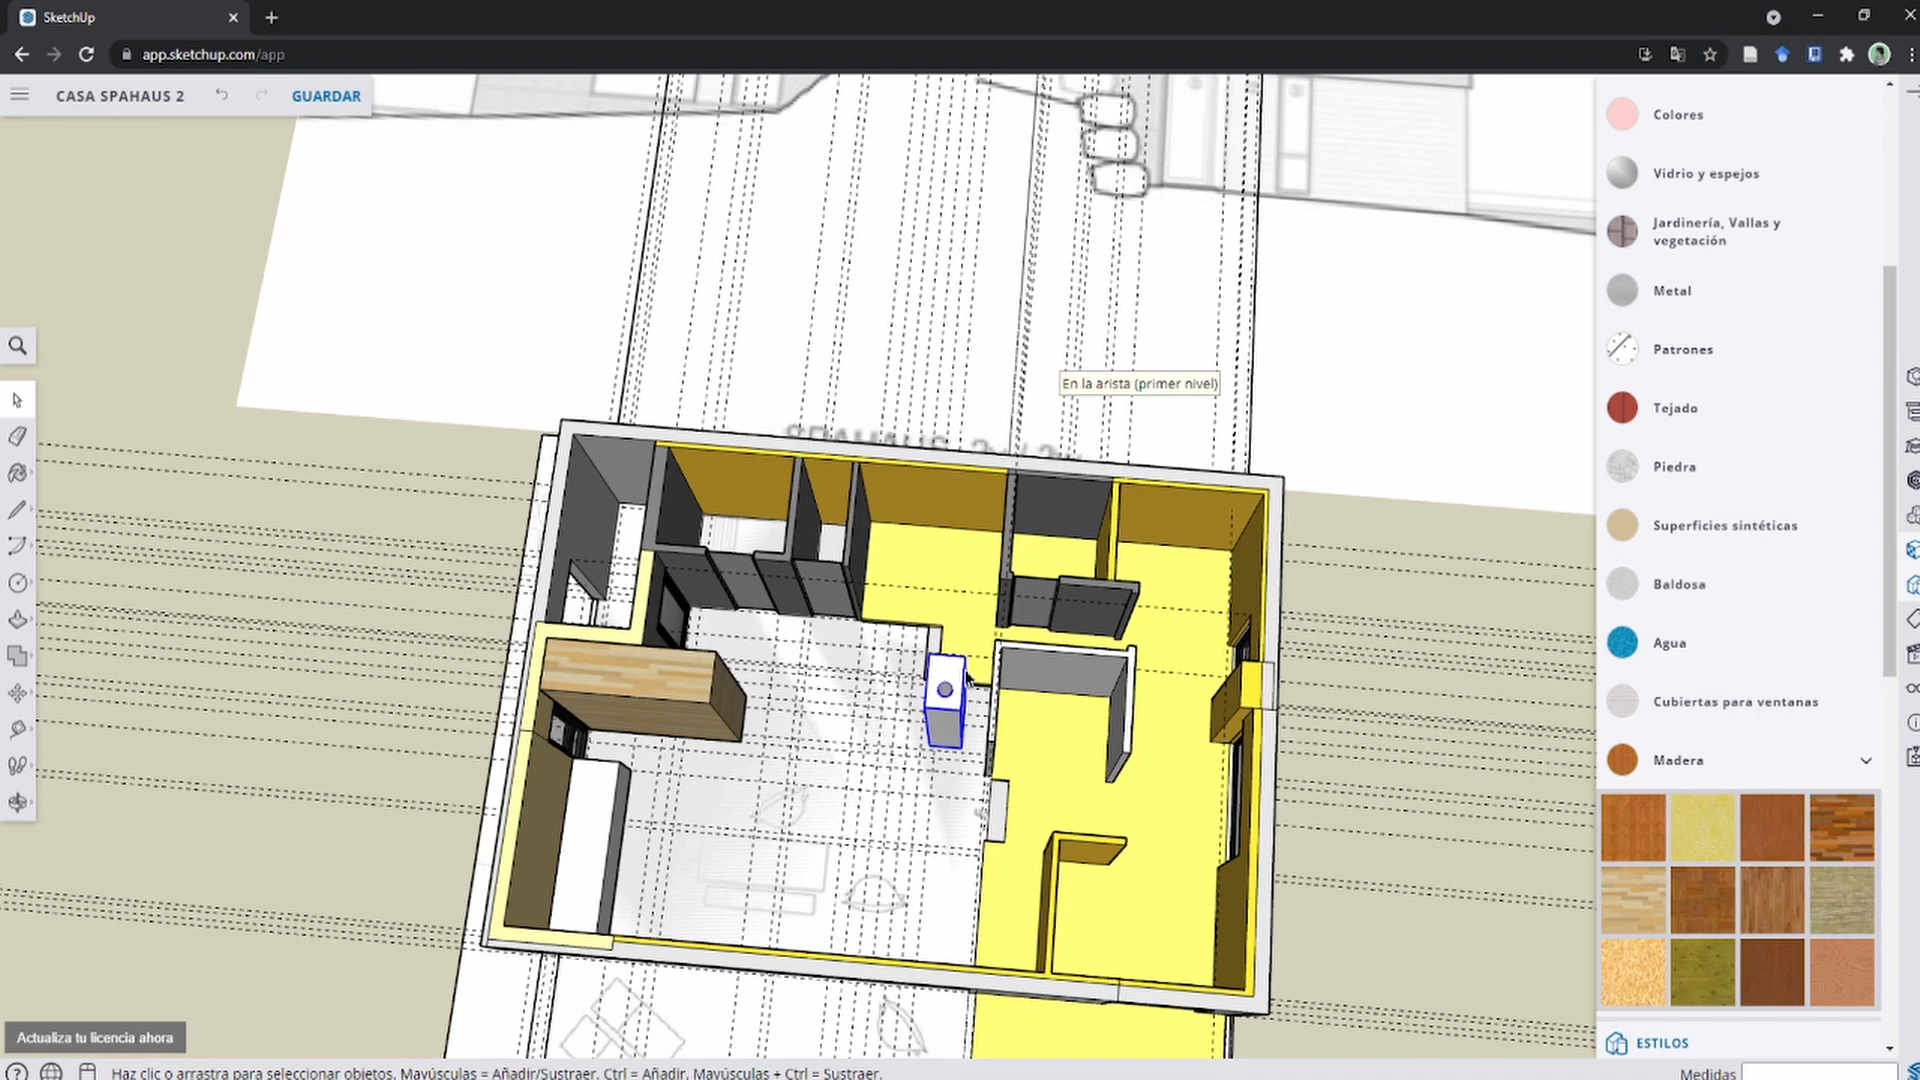 SketchUp
app.sketchup.com/app
CASA SPAHAUS 2
GUARDAR
Colores
Vidrio y espejos
Jardinería, Vallas y
vegetación
Metal
Patrones
En la arista (primer nivel)
Tejado
SPAHAUS
Piedra
Superficies sintéticas
Baldosa
Agua
Cubiertas para ventanas
Madera
Actualiza tu licencia ahora
ESTILOS
Haz clic o arrastra para seleccionar objetos. Mayúsculas = Añadir/Sustraer. Ctrl = Añadir. Mayúsculas + Ctrl = Sustraer.
Medidas